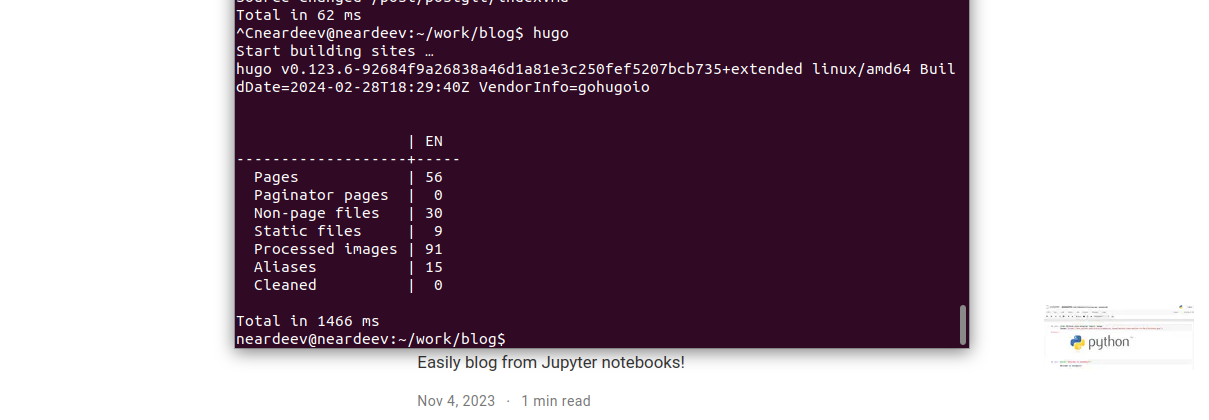 Total in 62 ms
^Cneardeev@neardeev:~/work/blog$ hugo
Start building sites …
hugo v0.123.6-92684f9a26838a46d1a81e3c250fef5207bcb735+extended linux/amd64 Buil
dDate=2024-02-28T18:29:40Z VendorInfo=gohugoio
| EN
-------------------+-----
Pages | 56
Paginator pages | 0
Non-page files | 30
Static files | 9
Processed images | 91
Aliases | 15
Cleaned | 0
Total in 1466 ms
neardeev@neardeev:~/work/blog$
python
Easily blog from Jupyter notebooks!
Nov 4, 2023 · 1 min read